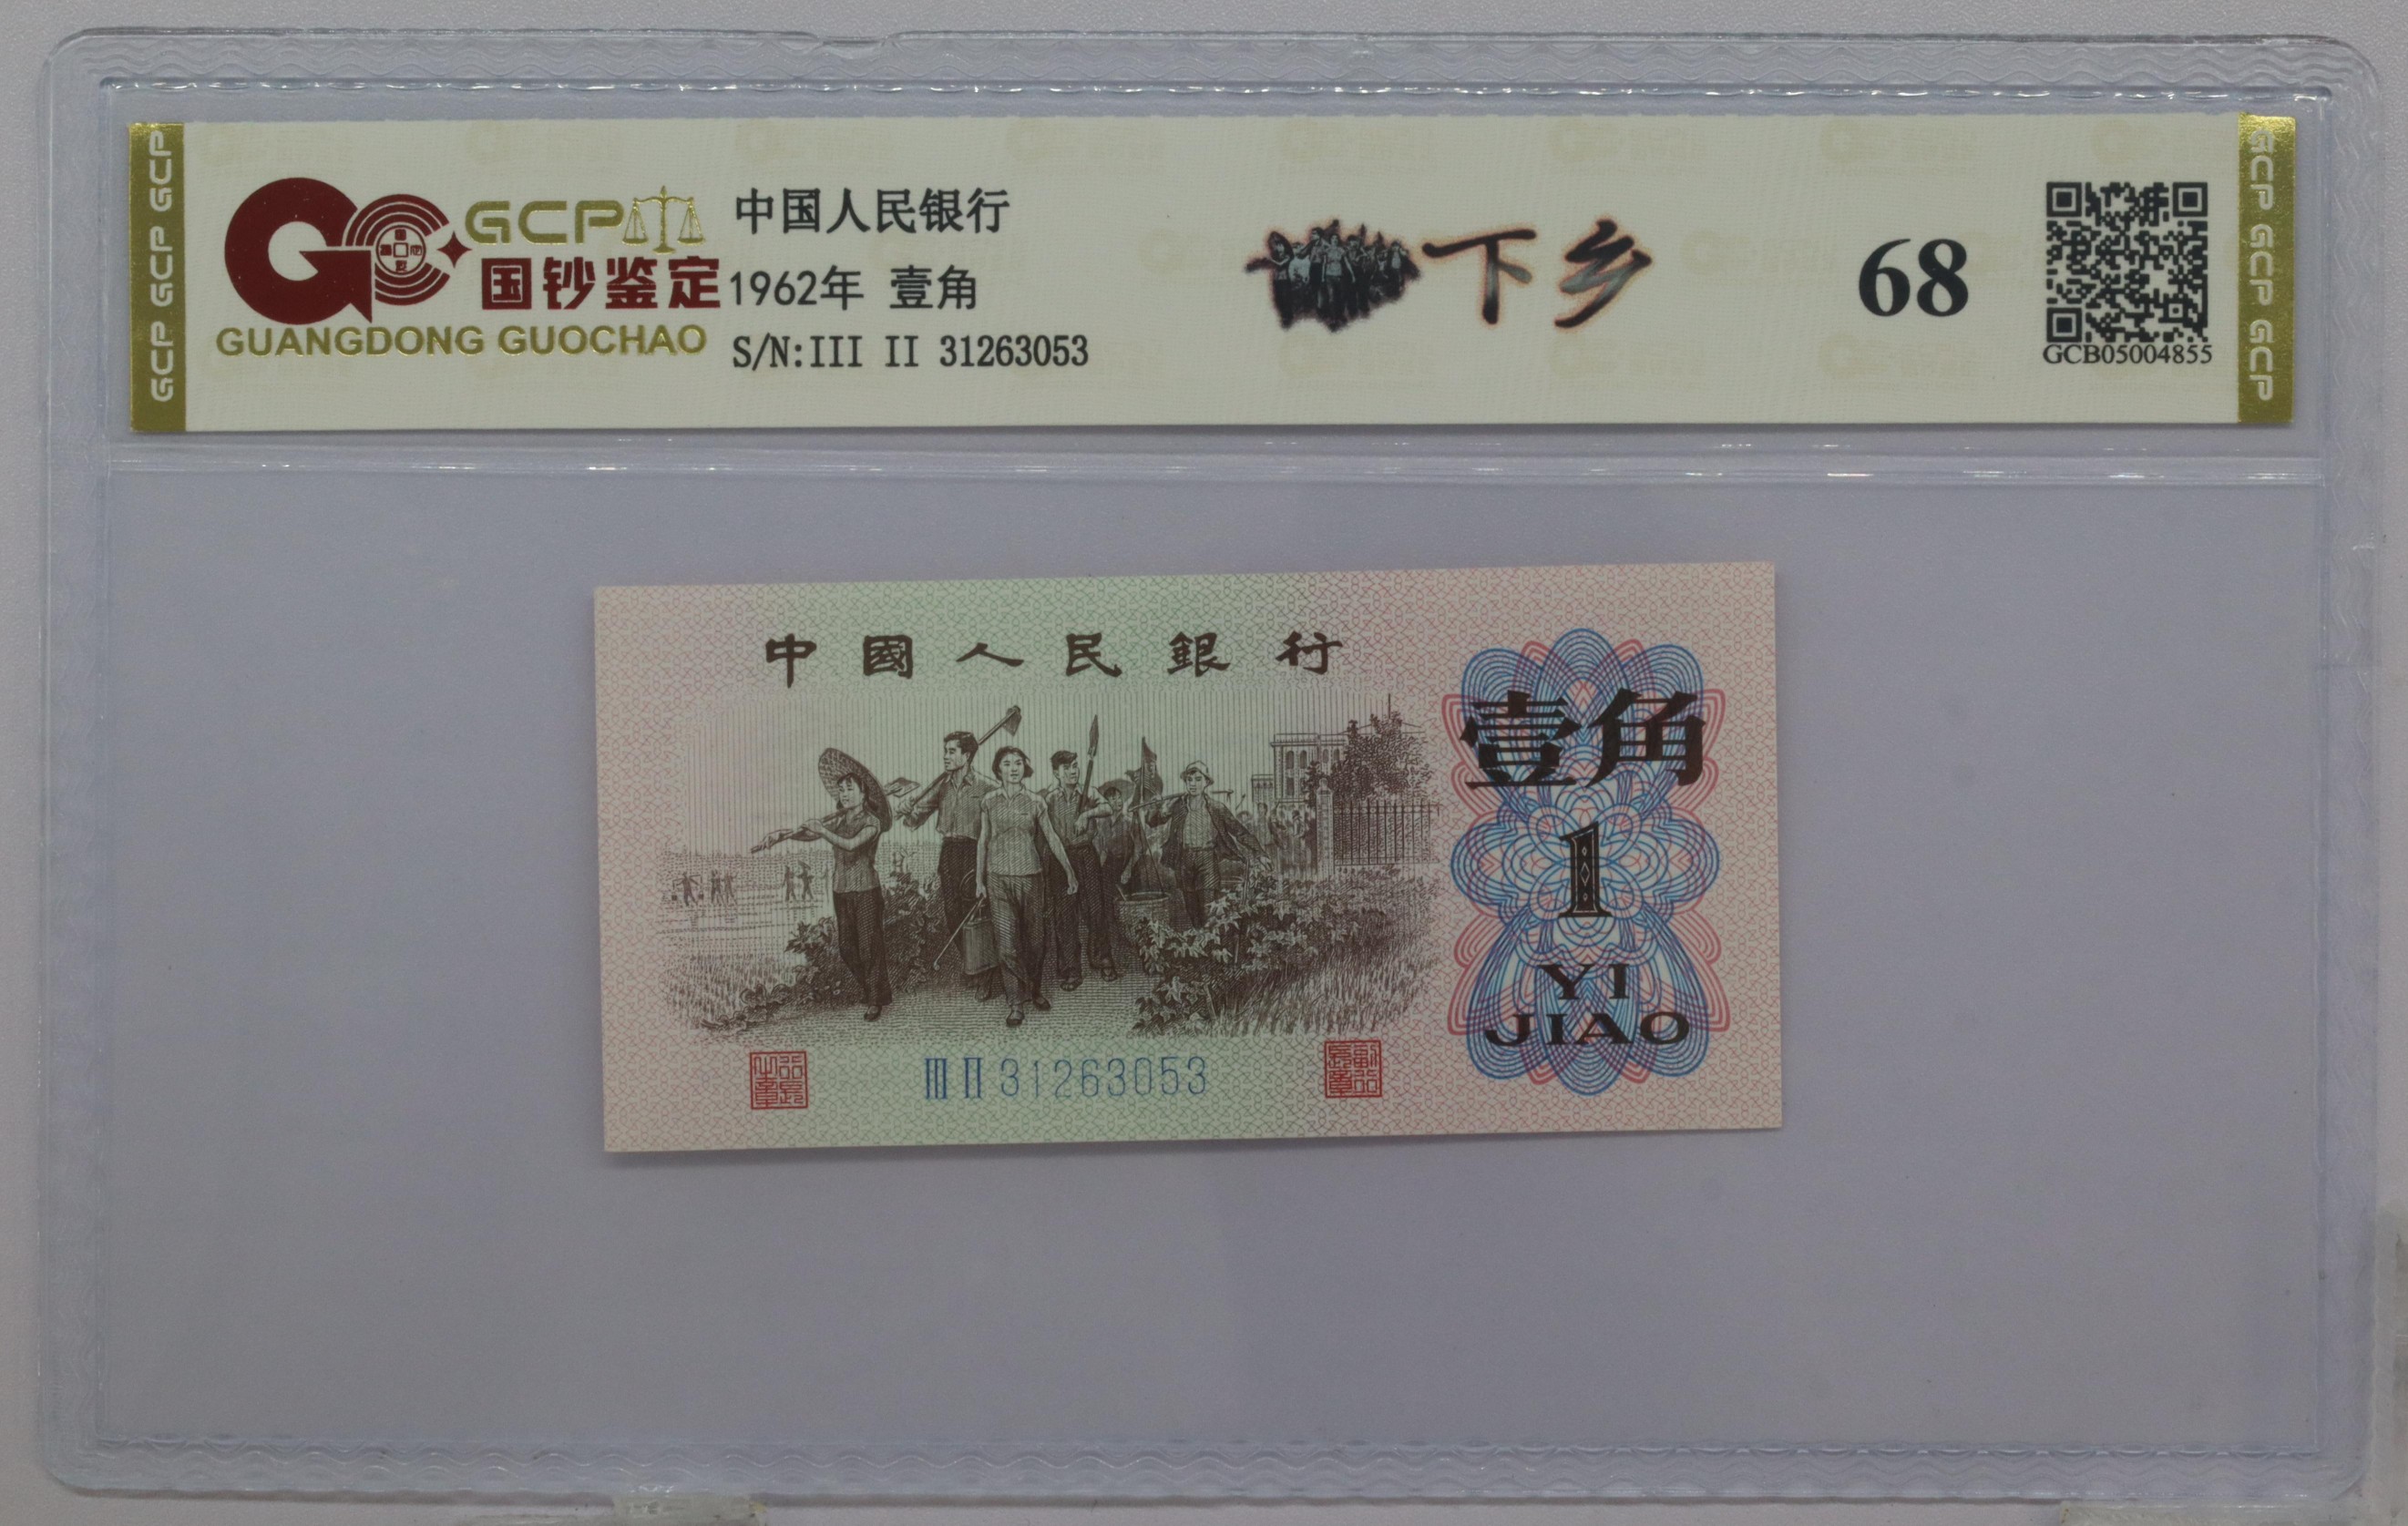 GCP GCP GCP
GCP
国钞鉴定
GUANGDONG GUOCHAO
中国人民银行
1962年 壹角
S/N:III II 31263053
下乡
68
GCB05004855
GCP GCP GCP
中國人民銀行
壹角
1
YI
JIAO
III II 31263053